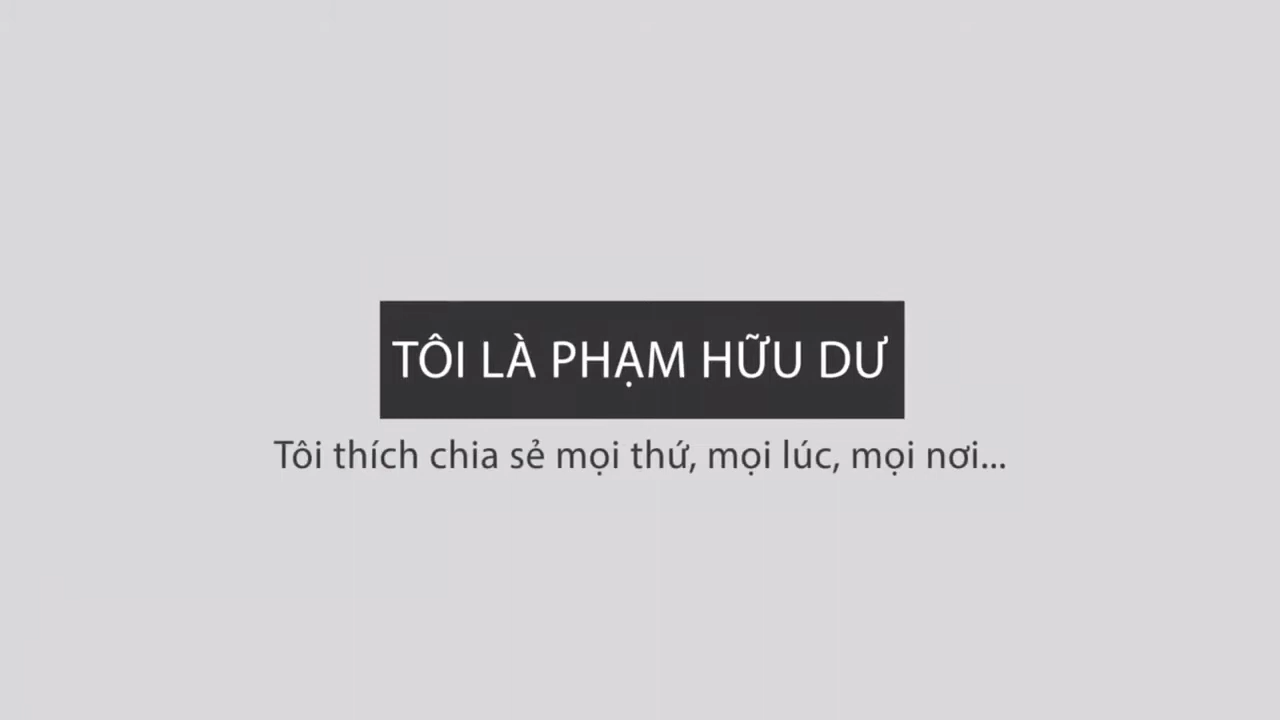 TÔI LÀ PHẠM HỮU DƯ
Tôi thích chia sẻ mọi thứ, mọi lúc, mọi nơi...